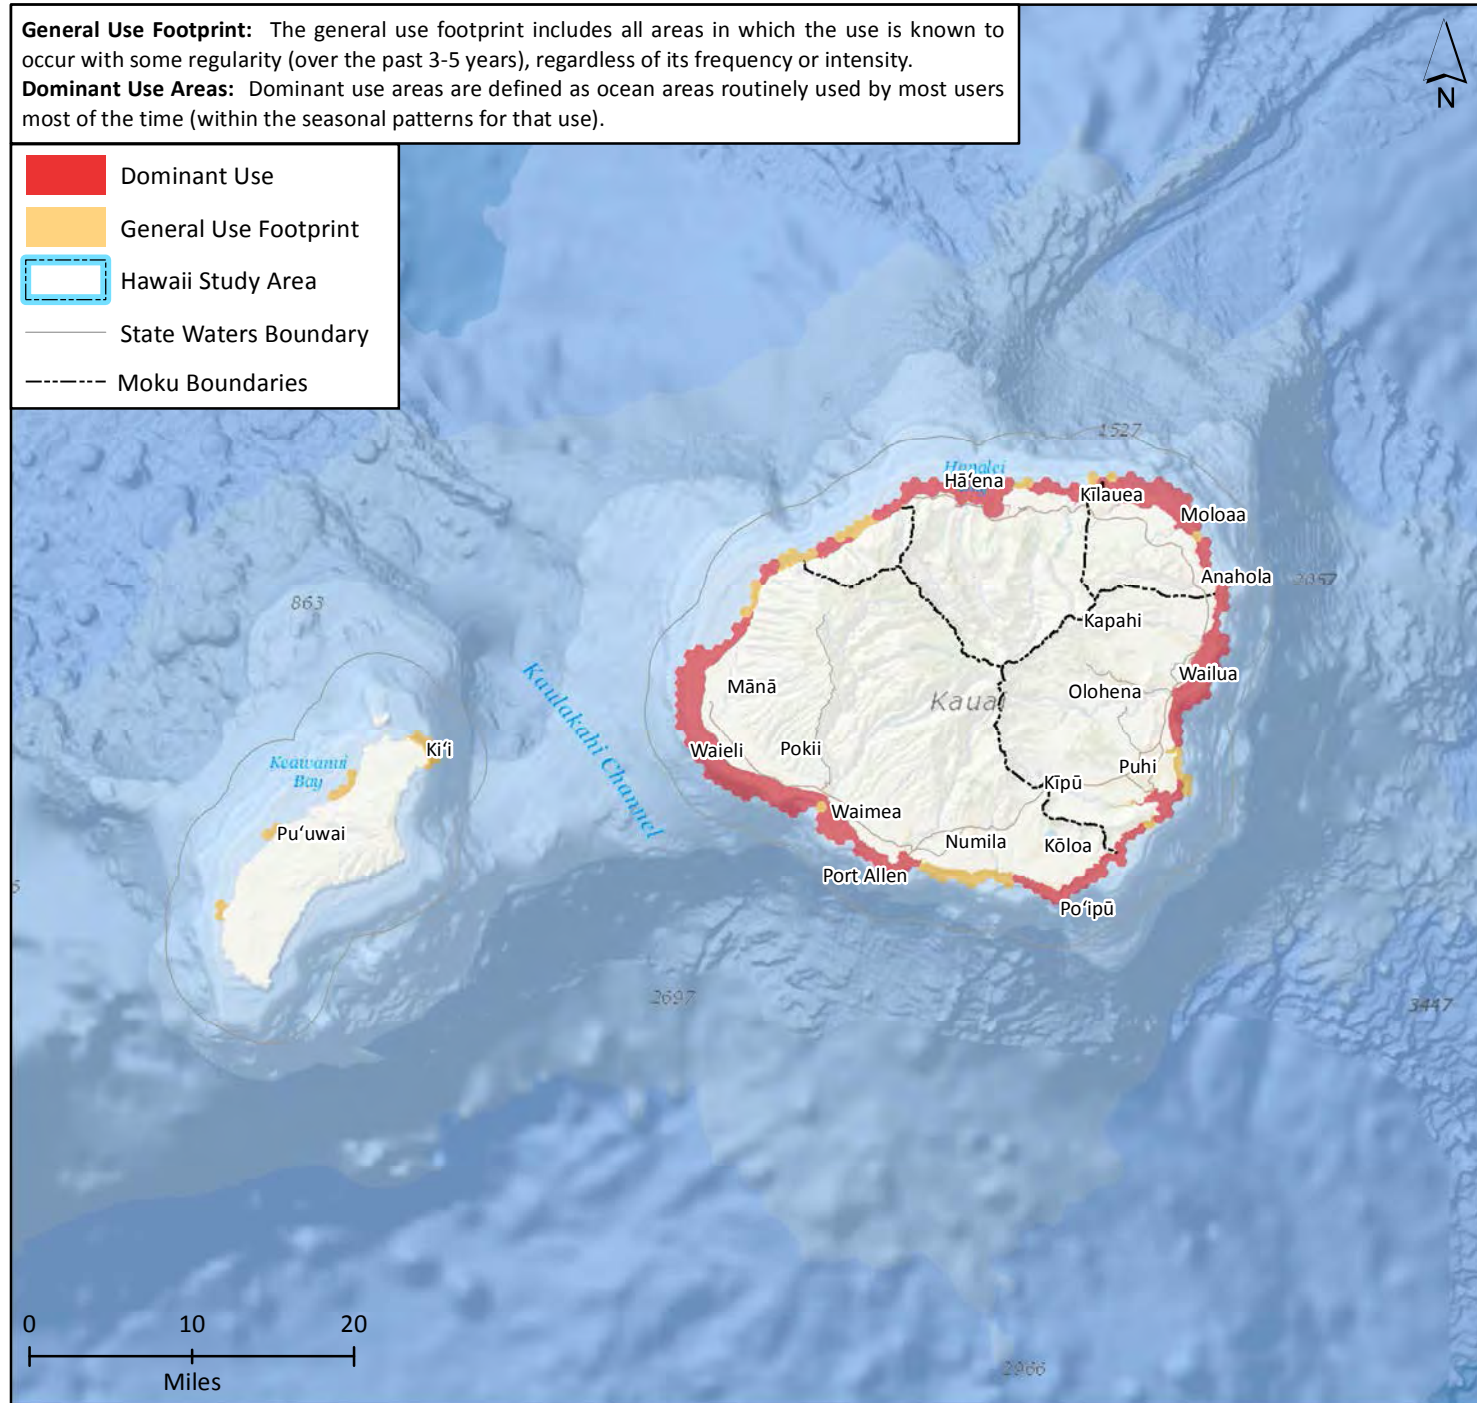 General Use Footprint: The general use footprint includes all areas in which the use is known to
occur with some regularity (over the past 3-5 years), regardless of its frequency or intensity.
Dominant Use Areas: Dominant use areas are defined as ocean areas routinely used by most users
most of the time (within the seasonal patterns for that use).
N
Dominant Use
General Use Footprint
Hawaii Study Area
State Waters Boundary
Moku Boundaries
1527
Hanalei
Hāʻena
Kīlauea
Moloaa
Anahola
2057
863
Kapahi
Kaulakahi Channel
Mānā
Kauai
Olohena
Wailua
Kiʻi
Keawanui
Bay
Waieli
Pokii
Puhi
Kīpū
Puʻuwai
Waimea
Numila
Kōloa
Port Allen
Poʻipū
2697
3447
0 10 20
Miles
2966